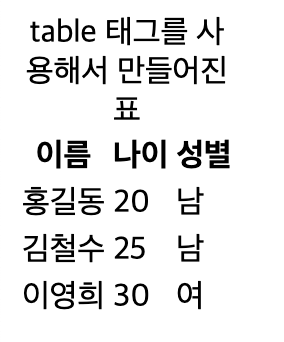 table 태그를 사
용해서 만들어진
표
이름 나이 성별
홍길동 20 남
김철수 25 남
이영희 30 여